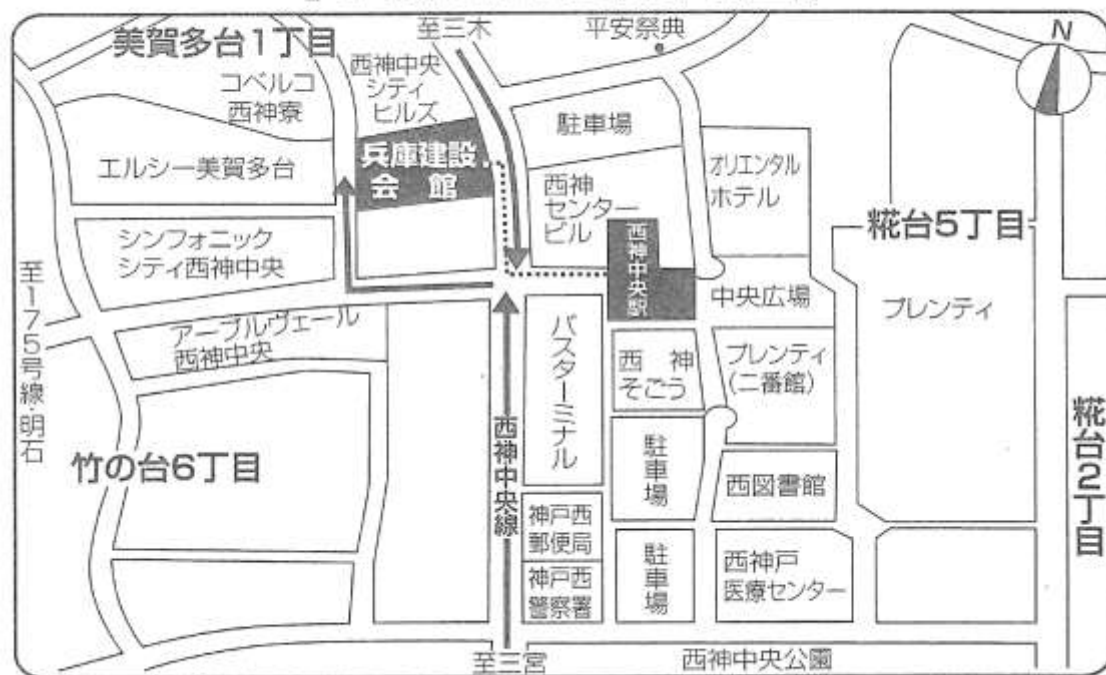 美賀多台1丁目
至三木
平安祭典
N
コベルコ
西神寮
西神中央
シティ
ヒルズ
駐車場
エルシー美賀多台
兵庫建設
会館
西神
センター
ビル
オリエンタル
ホテル
糀台5丁目
シンフォニック
シティ西神中央
西神中央駅
中央広場
プレンティ
至175号線・明石
アーブルヴェール
西神中央
バスターミナル
西神
そごう
プレンティ
(二番館)
竹の台6丁目
西神中央線
駐車場
西図書館
糀台2丁目
神戸西
郵便局
神戸西
警察署
駐車場
西神戸
医療センター
至三宮
西神中央公園